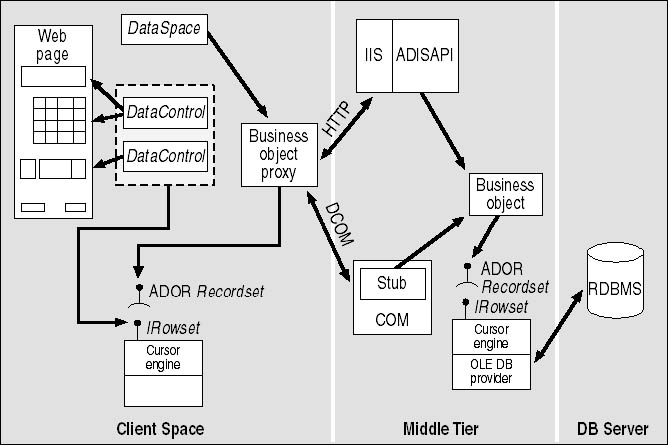 Web
page
DataSpace
DataControl
DataControl
Business
object
proxy
ADOR Recordset
IRowset
Cursor
engine
Client Space
HTTP
DCOM
IIS
ADISAPI
Business
object
Stub
COM
ADOR
Recordset
IRowset
Cursor
engine
OLE DB
provider
Middle Tier
RDBMS
DB Server